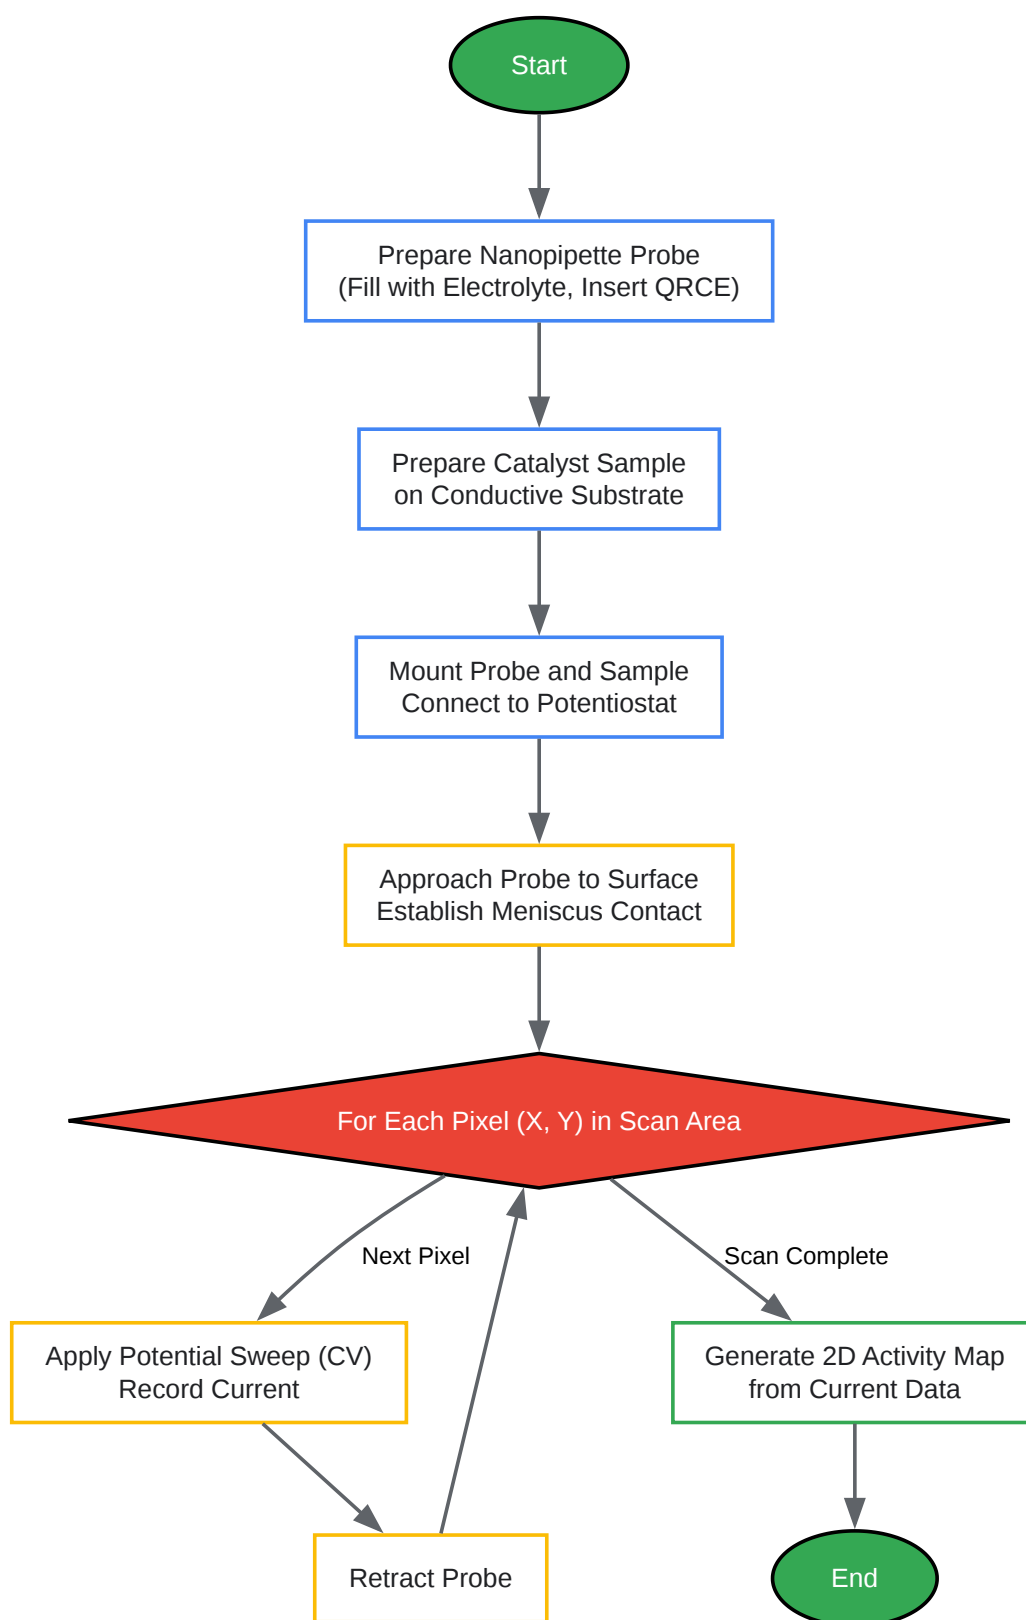 Start
Prepare Nanopipette Probe
(Fill with Electrolyte, Insert QRCE)
Prepare Catalyst Sample
on Conductive Substrate
Mount Probe and Sample
Connect to Potentiostat
Approach Probe to Surface
Establish Meniscus Contact
For Each Pixel (X, Y) in Scan Area
Next Pixel
Scan Complete
Apply Potential Sweep (CV)
Record Current
Generate 2D Activity Map
from Current Data
Retract Probe
End